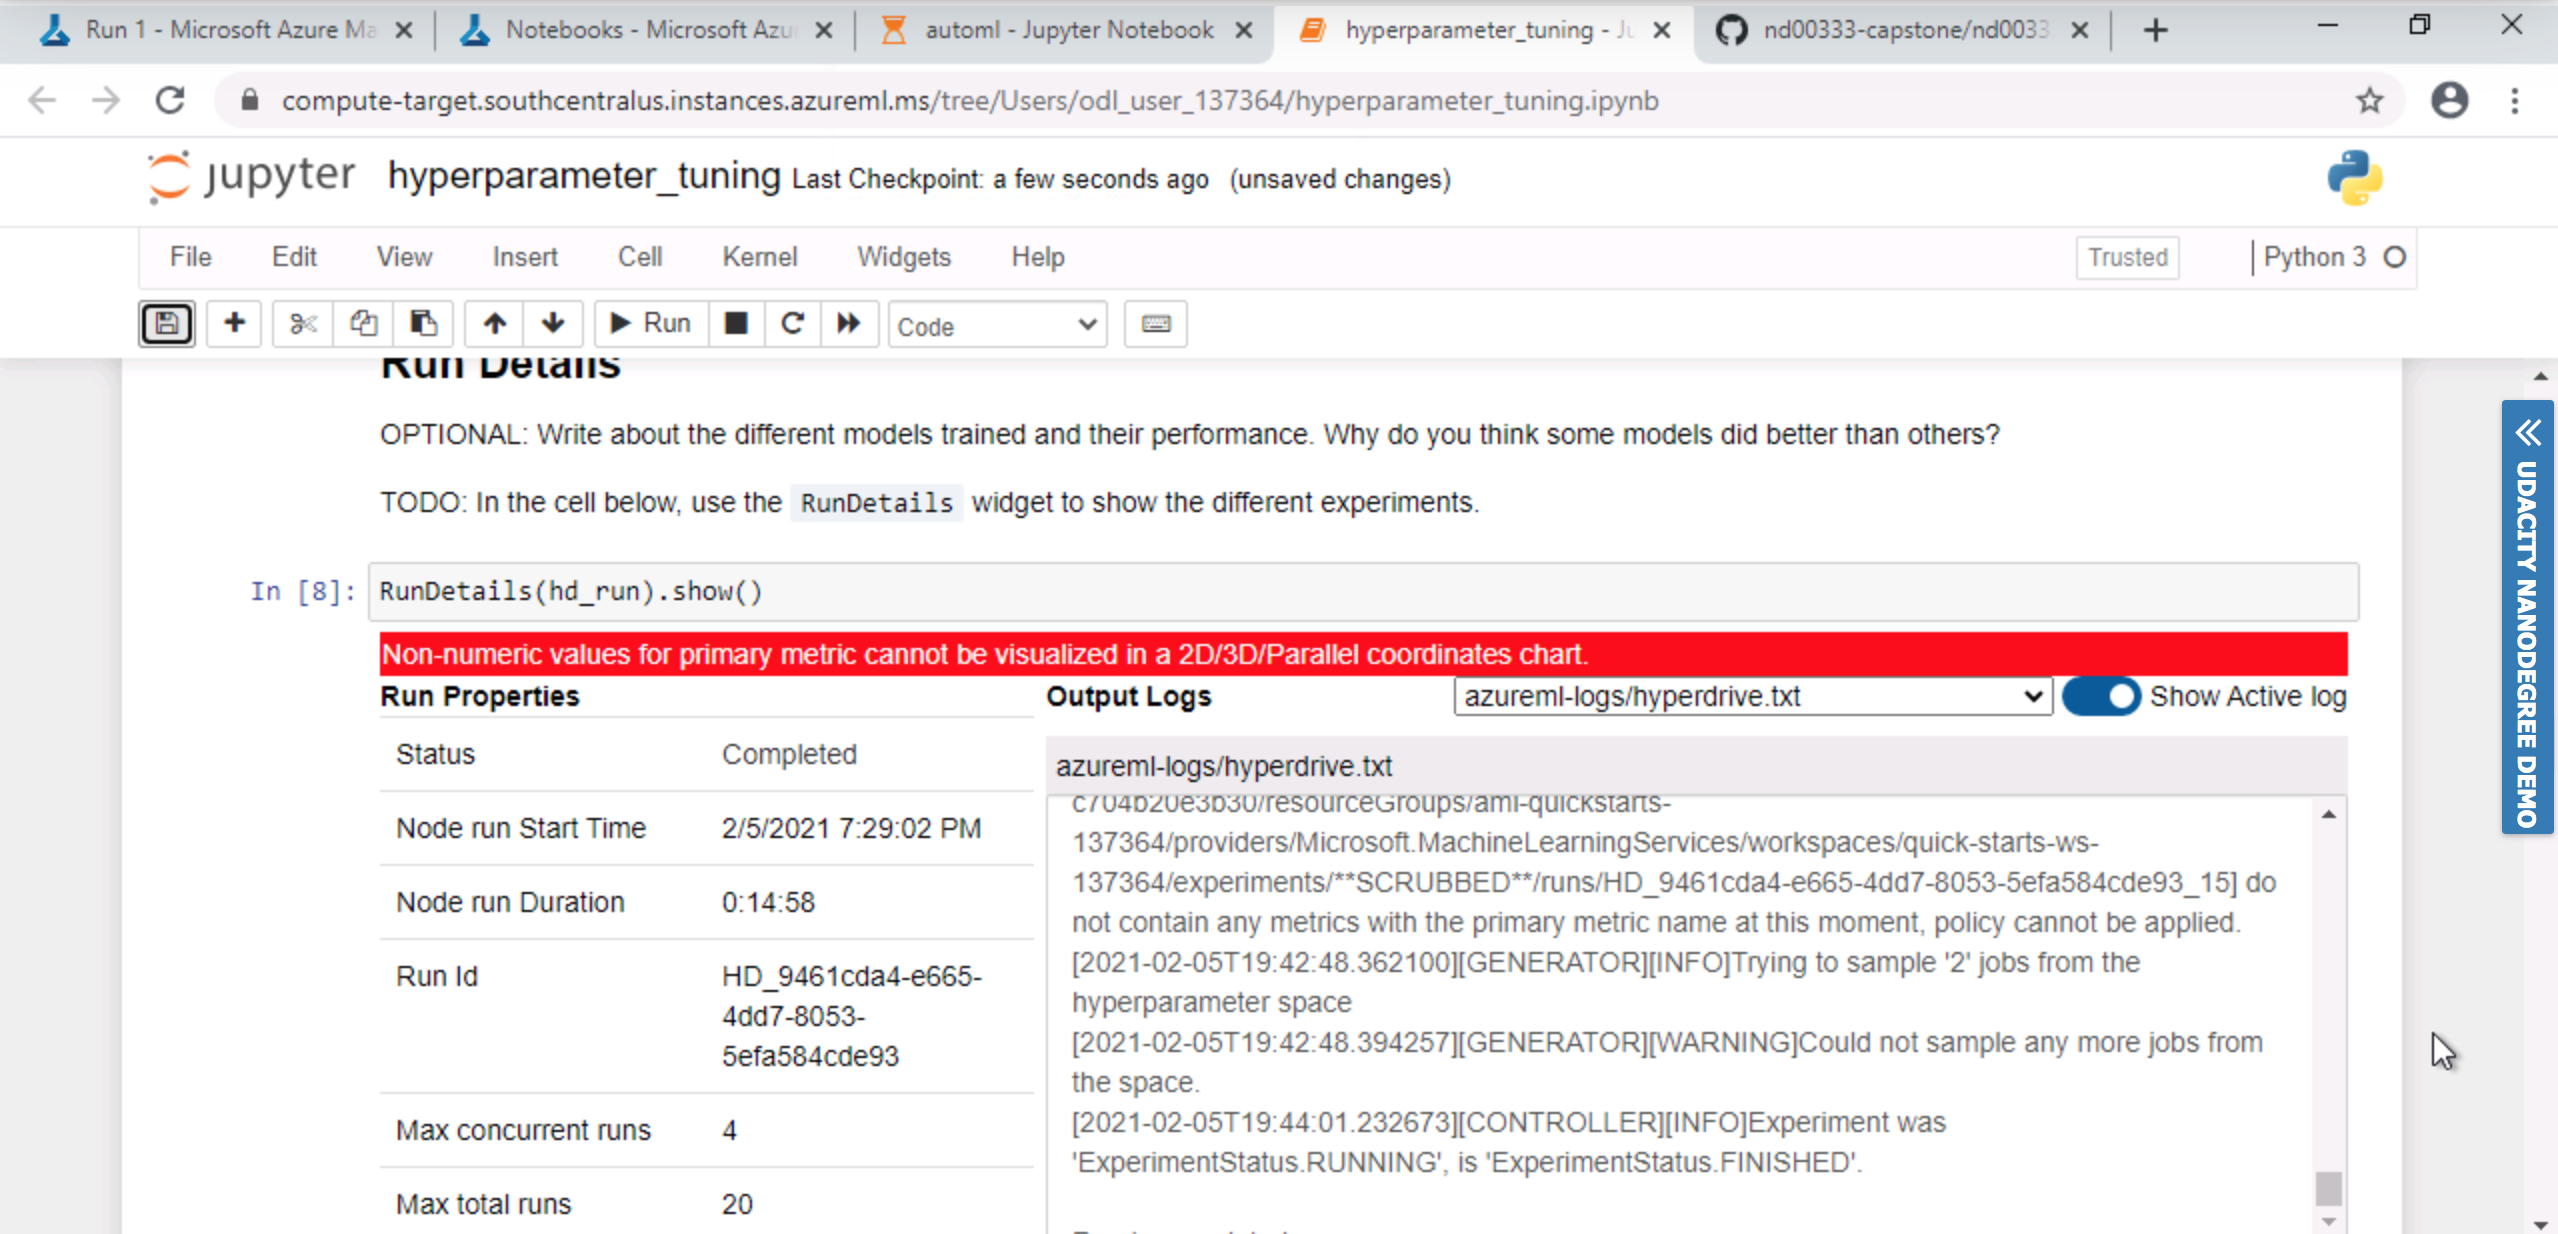 Run 1 - Microsoft Azure Ma
Notebooks - Microsoft Azu
automl - Jupyter Notebook
hyperparameter_tuning - Ju
nd00333-capstone/nd0033
compute-target.southcentralus.instances.azureml.ms/tree/Users/odl_user_137364/hyperparameter_tuning.ipynb
jupyter hyperparameter_tuning Last Checkpoint: a few seconds ago (unsaved changes)
File Edit View Insert Cell Kernel Widgets Help Trusted Python 3
Run Code
Run Details
OPTIONAL: Write about the different models trained and their performance. Why do you think some models did better than others?
TODO: In the cell below, use the RunDetails widget to show the different experiments.
In [8]: RunDetails(hd_run).show()
Non-numeric values for primary metric cannot be visualized in a 2D/3D/Parallel coordinates chart.
Run Properties
Status Completed
Node run Start Time 2/5/2021 7:29:02 PM
Node run Duration 0:14:58
Run Id HD_9461cda4-e665-
4dd7-8053-
5efa584cde93
Max concurrent runs 4
Max total runs 20
Output Logs azureml-logs/hyperdrive.txt Show Active log
azureml-logs/hyperdrive.txt
c704b20e3b30/resourceGroups/aml-quickstarts-
137364/providers/Microsoft.MachineLearningServices/workspaces/quick-starts-ws-
137364/experiments/**SCRUBBED**/runs/HD_9461cda4-e665-4dd7-8053-5efa584cde93_15] do
not contain any metrics with the primary metric name at this moment, policy cannot be applied.
[2021-02-05T19:42:48.362100][GENERATOR][INFO]Trying to sample '2' jobs from the
hyperparameter space
[2021-02-05T19:42:48.394257][GENERATOR][WARNING]Could not sample any more jobs from
the space.
[2021-02-05T19:44:01.232673][CONTROLLER][INFO]Experiment was
'ExperimentStatus.RUNNING', is 'ExperimentStatus.FINISHED'.
UDACITY NANODEGREE DEMO